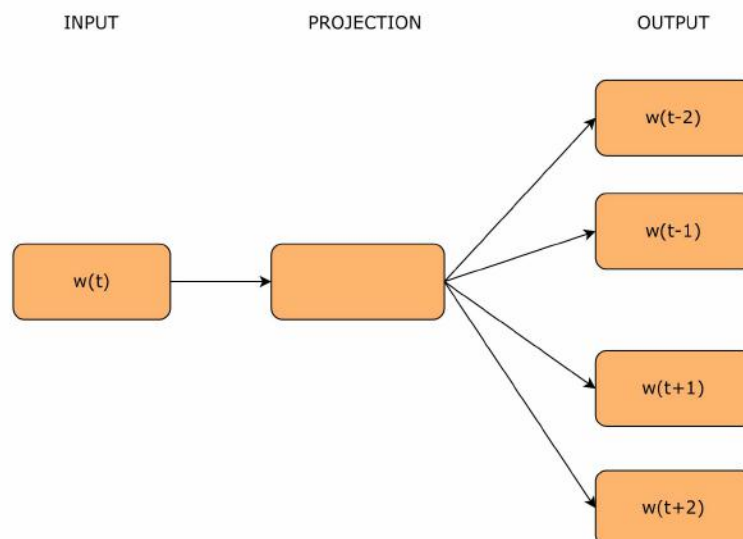 INPUT
PROJECTION
OUTPUT
w(t-2)
w(t-1)
w(t)
w(t+1)
w(t+2)